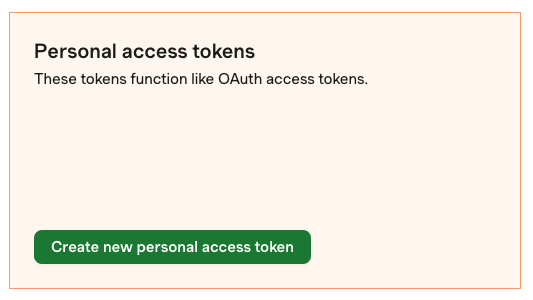 Personal access tokens
These tokens function like OAuth access tokens.
Create new personal access token